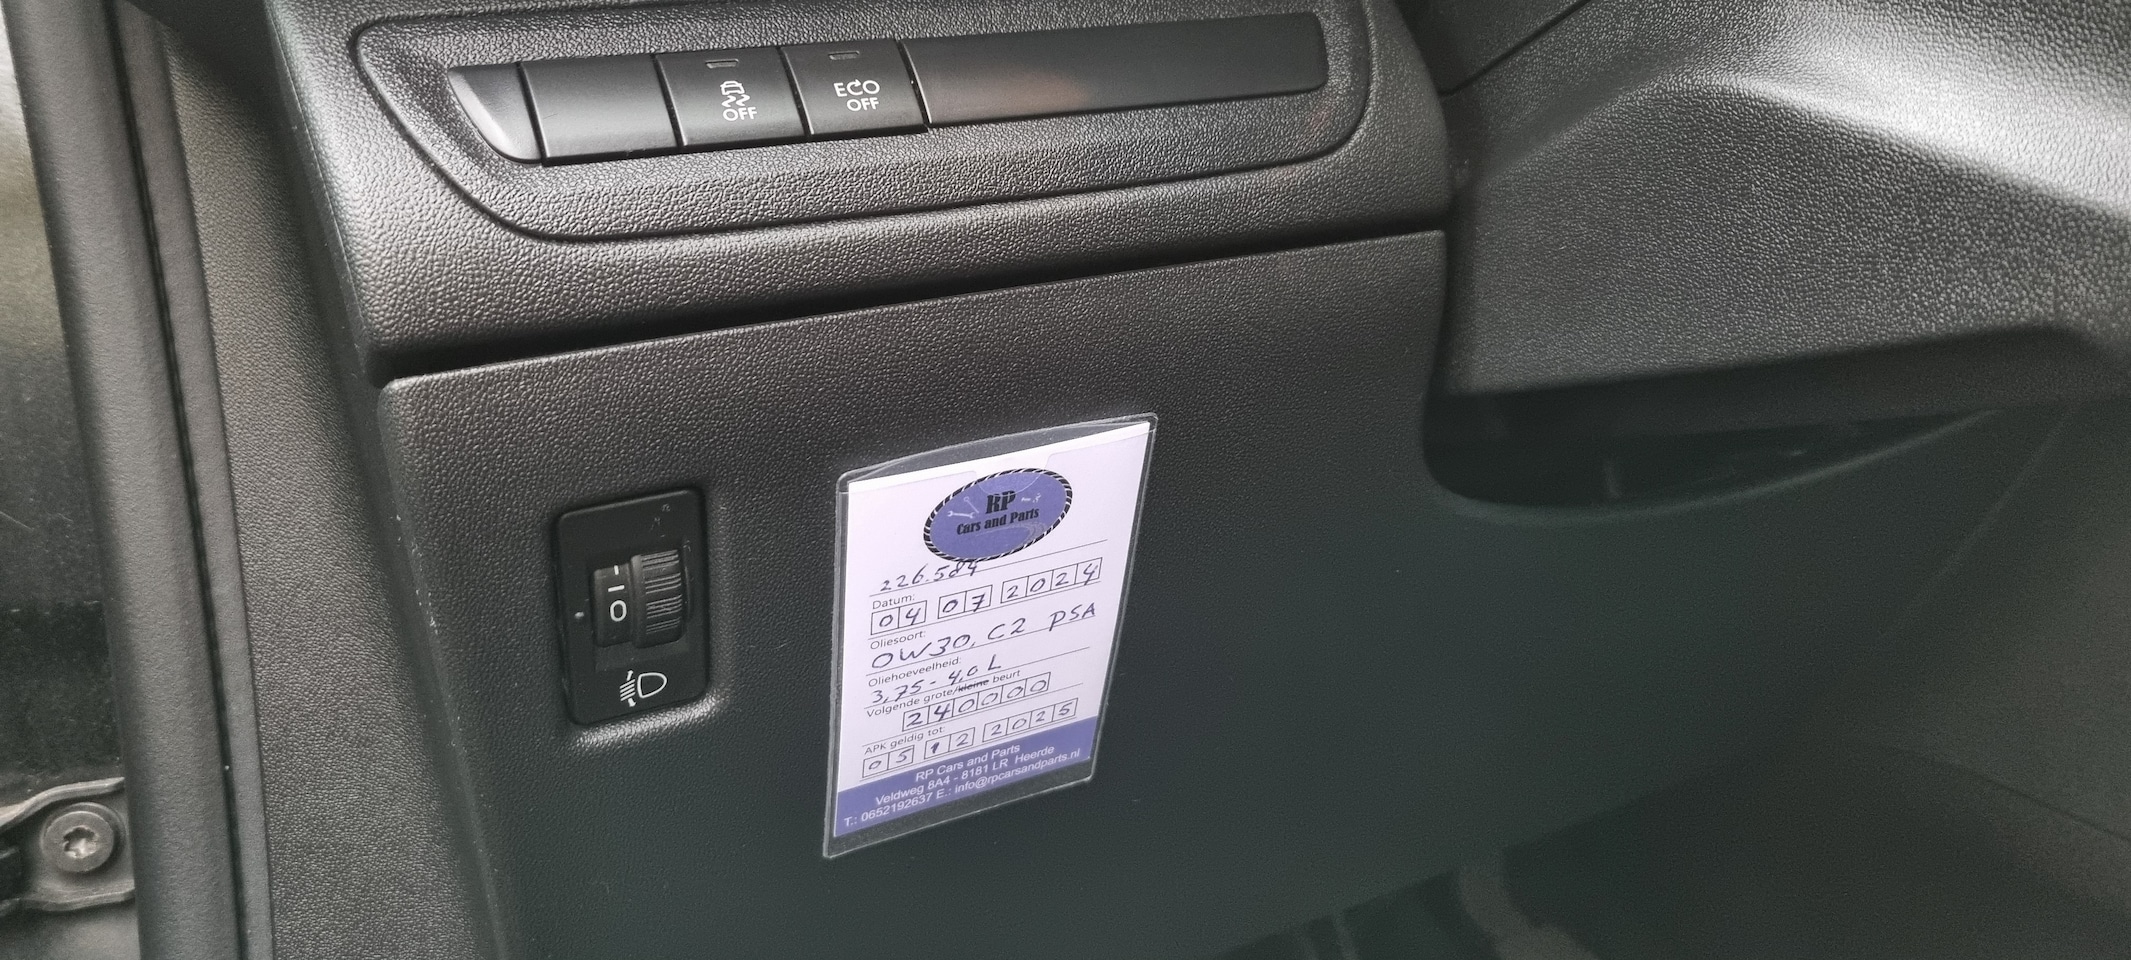 OFF
ECO
OFF
0
RP
Cars and Parts
226.584
Datum:
04 07 2024
Oliesoort:
0W30, C2 PSA
Oliehoeveelheid:
3,75 - 4,0 L
Volgende grote/kleine beurt
240000
APK geldig tot:
05 12 2025
RP Cars and Parts
Veldweg 8A4 - 8181 LR Heerde
T.: 0652192637 E.: info@rpcarsandparts.nl